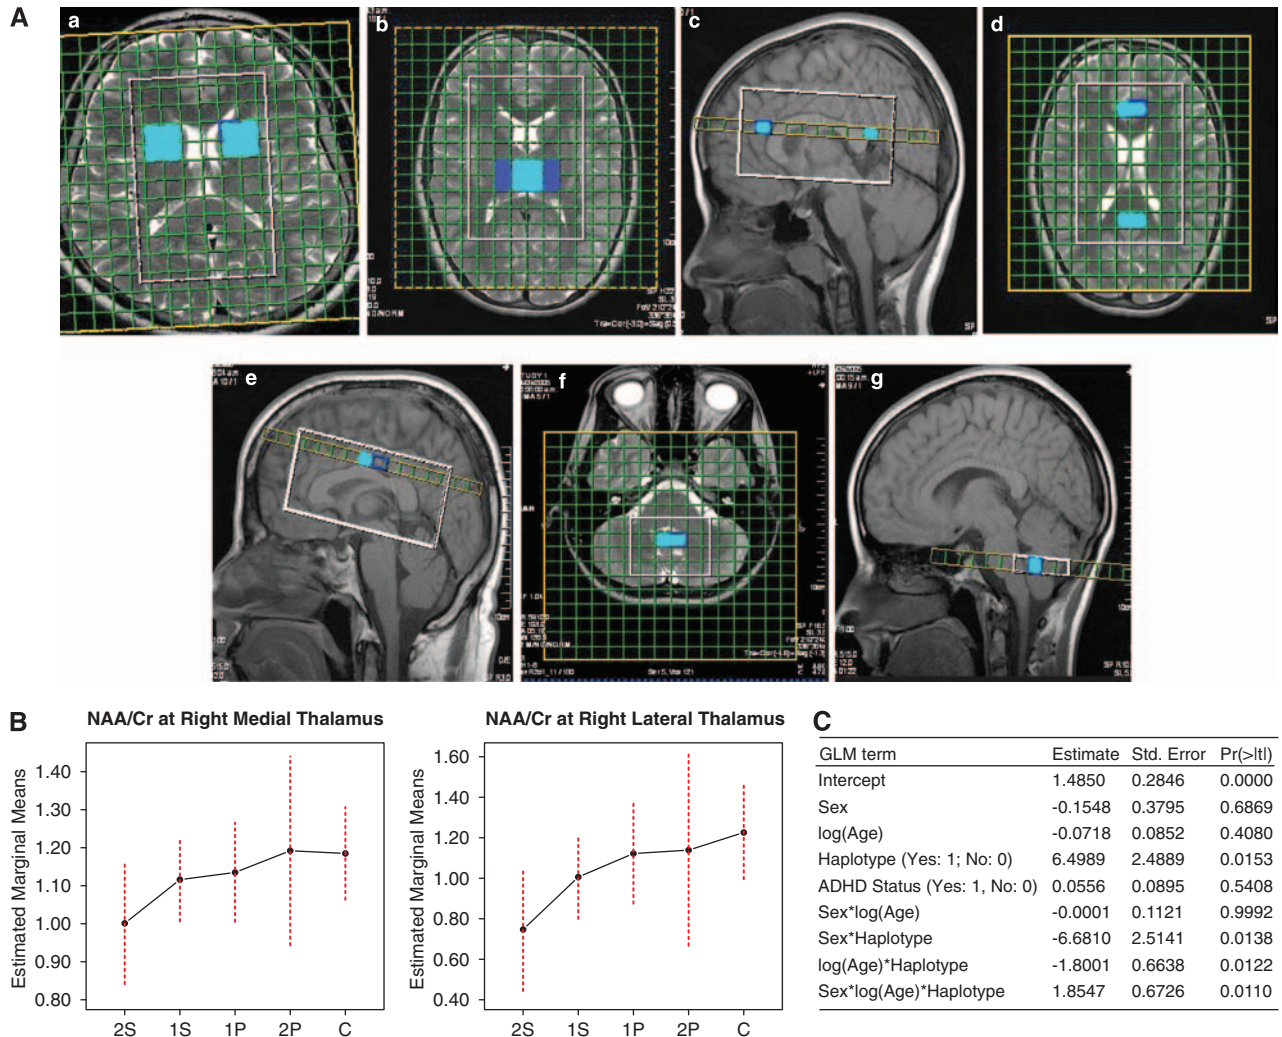 A
a
b
c
d
e
f
g
B
NAA/Cr at Right Medial Thalamus
Estimated Marginal Means
1.40
1.30
1.20
1.10
1.00
0.90
0.80
2S 1S 1P 2P C
NAA/Cr at Right Lateral Thalamus
Estimated Marginal Means
1.60
1.40
1.20
1.00
0.80
0.60
0.40
2S 1S 1P 2P C
C
GLM term Estimate Std. Error Pr(>|t|)
Intercept 1.4850 0.2846 0.0000
Sex -0.1548 0.3795 0.6869
log(Age) -0.0718 0.0852 0.4080
Haplotype (Yes: 1; No: 0) 6.4989 2.4889 0.0153
ADHD Status (Yes: 1, No: 0) 0.0556 0.0895 0.5408
Sex*log(Age) -0.0001 0.1121 0.9992
Sex*Haplotype -6.6810 2.5141 0.0138
log(Age)*Haplotype -1.8001 0.6638 0.0122
Sex*log(Age)*Haplotype 1.8547 0.6726 0.0110